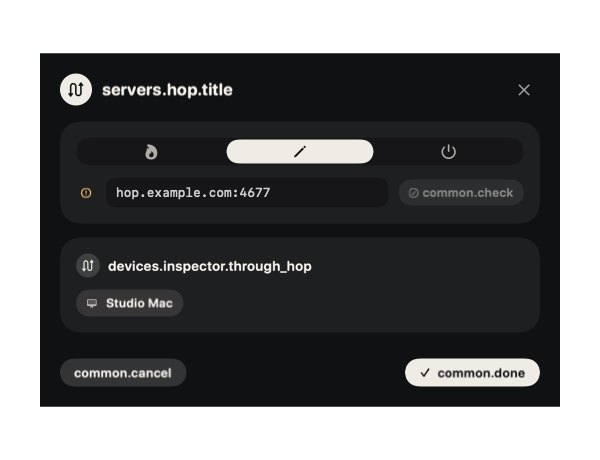 servers.hop.title
hop.example.com:4677
common.check
devices.inspector.through_hop
Studio Mac
common.cancel
common.done